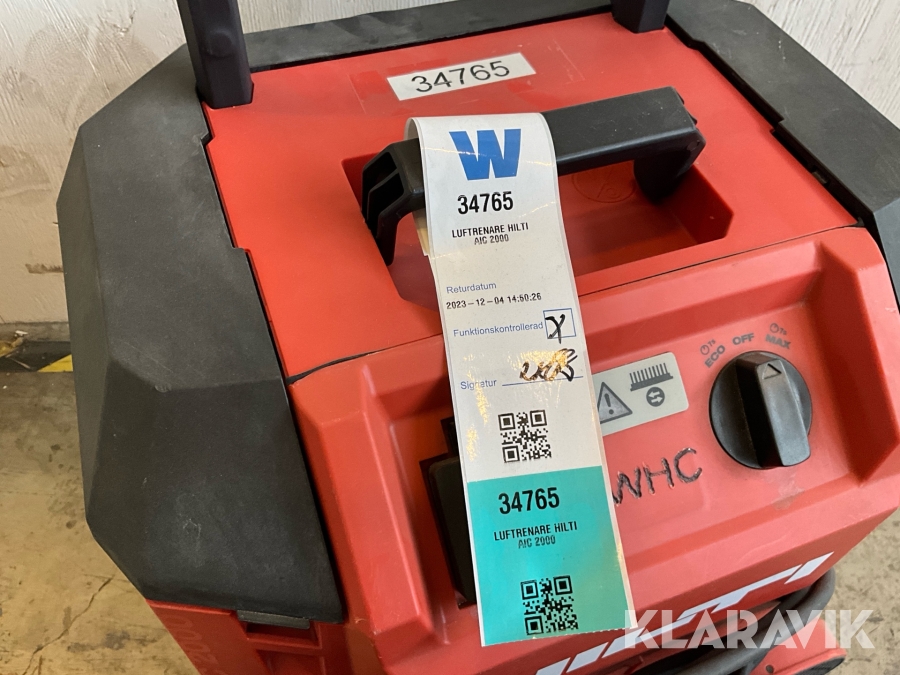 34765
W
34765
LUFTRENARE HILTI
AIC 2000
Returdatum
2023-12-04 14:50:26
Funktionskontrollerad X
Signatur
ECO OFF MAX
WHC
34765
LUFTRENARE HILTI
AIC 2000
HILTI
KLARAVIK